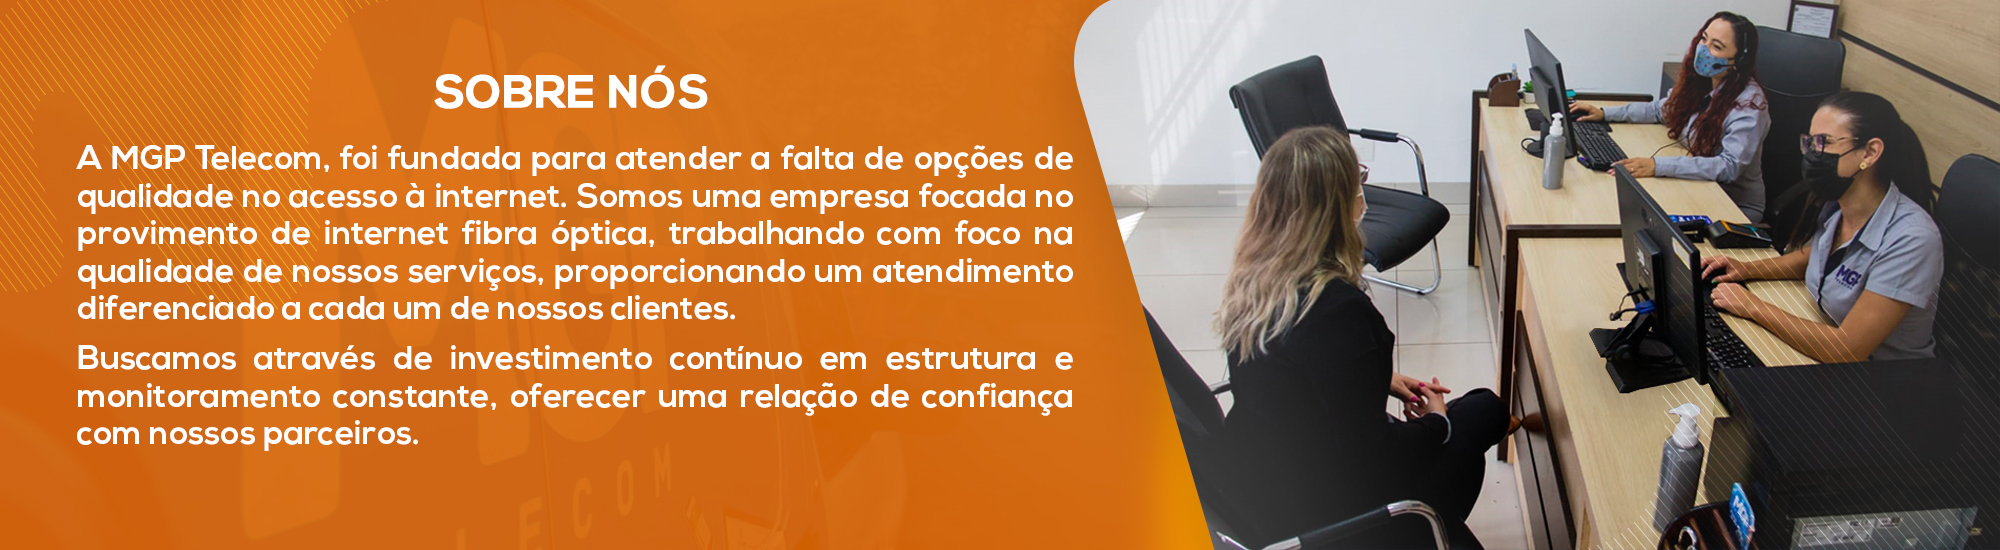 SOBRE NÓS
A MGP Telecom, foi fundada para atender a falta de opções de
qualidade no acesso à internet. Somos uma empresa focada no
provimento de internet fibra óptica, trabalhando com foco na
qualidade de nossos serviços, proporcionando um atendimento
diferenciado a cada um de nossos clientes.
Buscamos através de investimento contínuo em estrutura e
monitoramento constante, oferecer uma relação de confiança
com nossos parceiros.
MGP